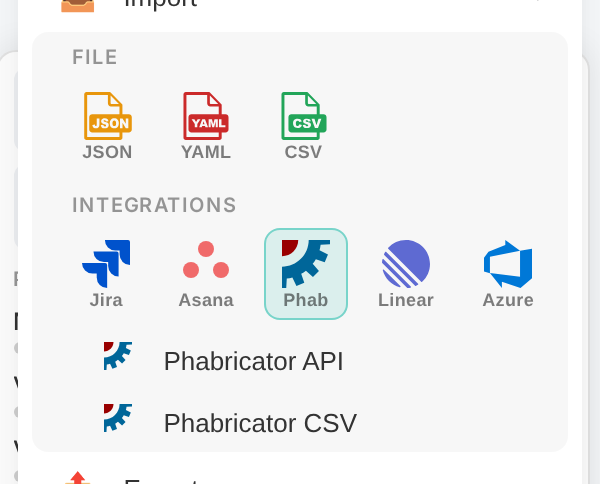 Import
FILE
JSON YAML CSV
JSON YAML CSV
INTEGRATIONS
Jira Asana Phab Linear Azure
Phabricator API
Phabricator CSV